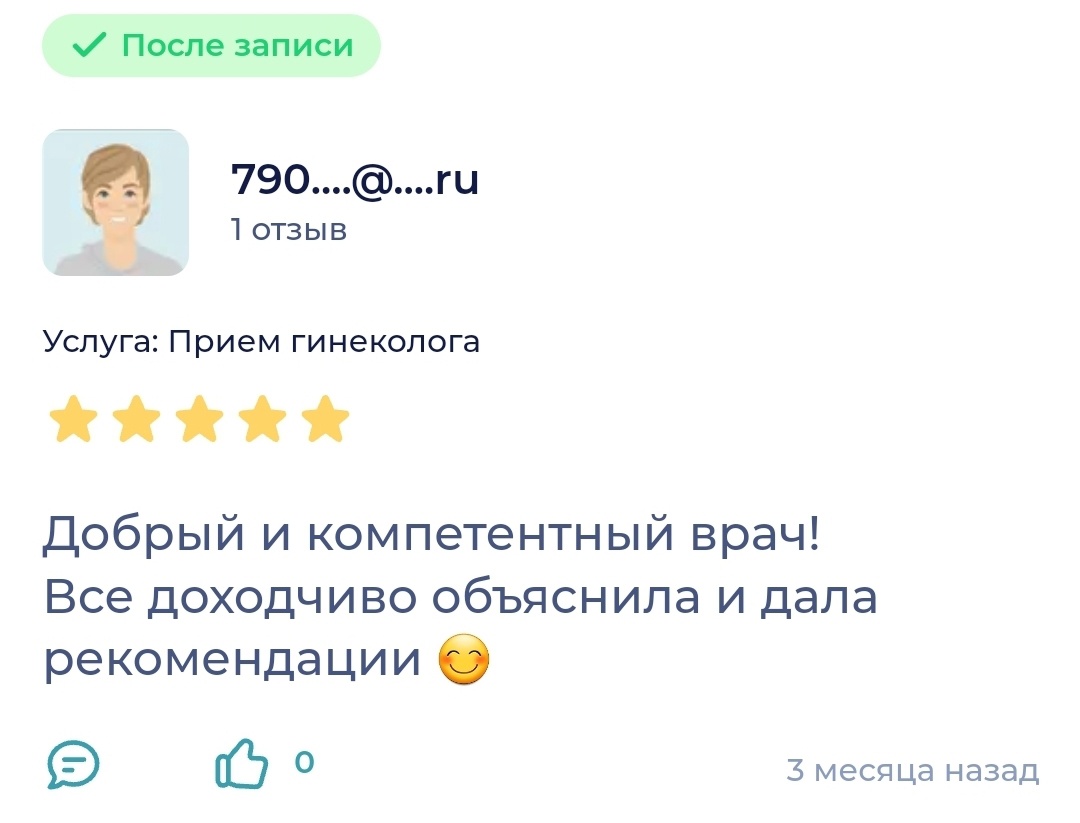 После записи
790....@....ru
1 отзыв
Услуга: Прием гинеколога
Добрый и компетентный врач!
Все доходчиво объяснила и дала
рекомендации 😊
0
3 месяца назад